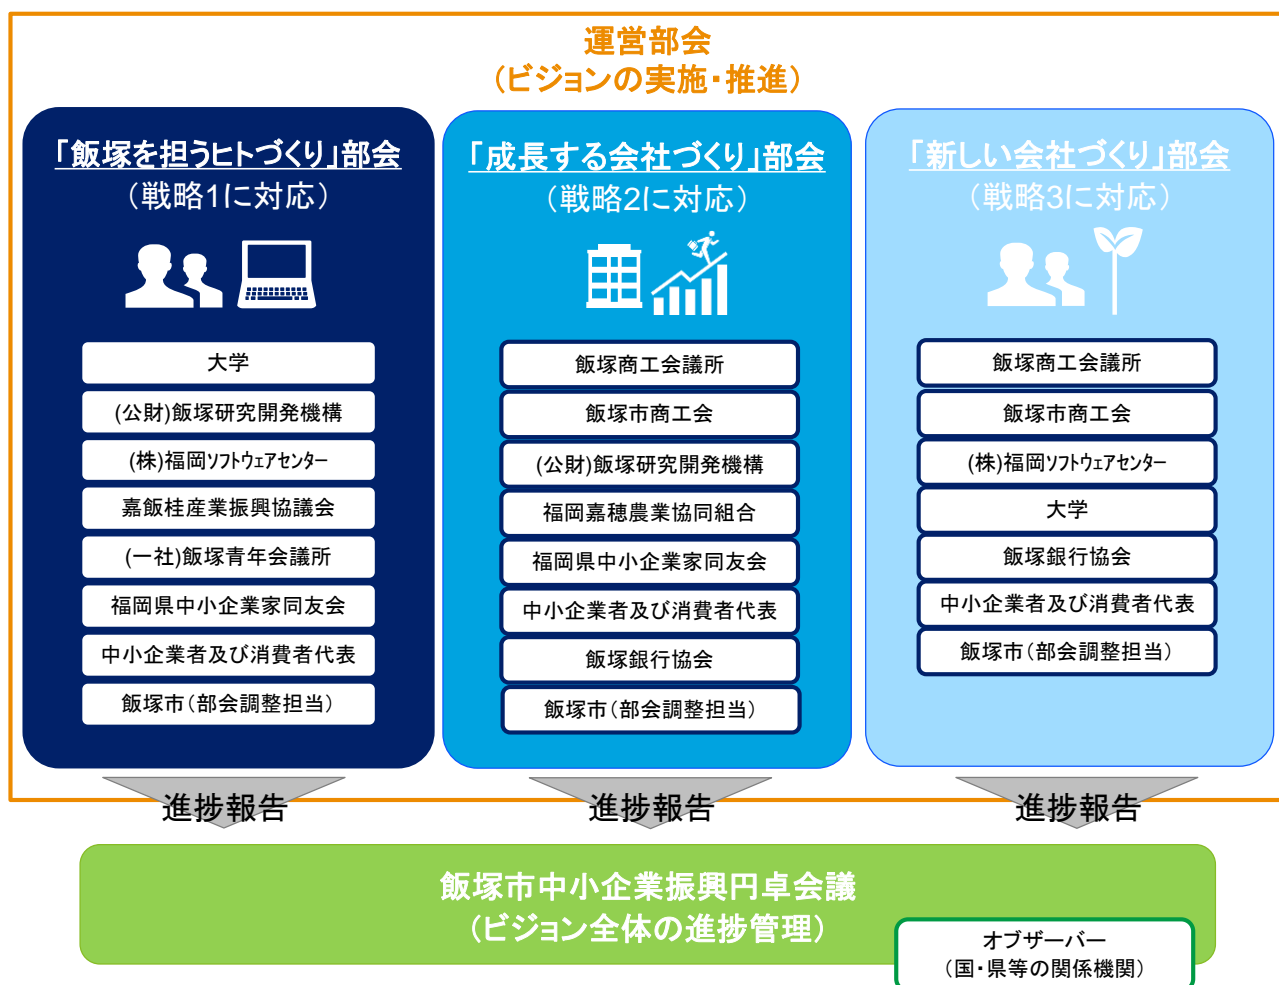 運営部会
(ビジョンの実施・推進)
「飯塚を担うヒトづくり」部会
(戦略1に対応)
大学
(公財)飯塚研究開発機構
(株)福岡ソフトウェアセンター
嘉飯桂産業振興協議会
(一社)飯塚青年会議所
福岡県中小企業家同友会
中小企業者及び消費者代表
飯塚市(部会調整担当)
進捗報告
「成長する会社づくり」部会
(戦略2に対応)
飯塚商工会議所
飯塚市商工会
(公財)飯塚研究開発機構
福岡嘉穂農業協同組合
福岡県中小企業家同友会
中小企業者及び消費者代表
飯塚銀行協会
飯塚市(部会調整担当)
進捗報告
「新しい会社づくり」部会
(戦略3に対応)
飯塚商工会議所
飯塚市商工会
(株)福岡ソフトウェアセンター
大学
飯塚銀行協会
中小企業者及び消費者代表
飯塚市(部会調整担当)
進捗報告
飯塚市中小企業振興円卓会議
(ビジョン全体の進捗管理)
オブザーバー
(国・県等の関係機関)